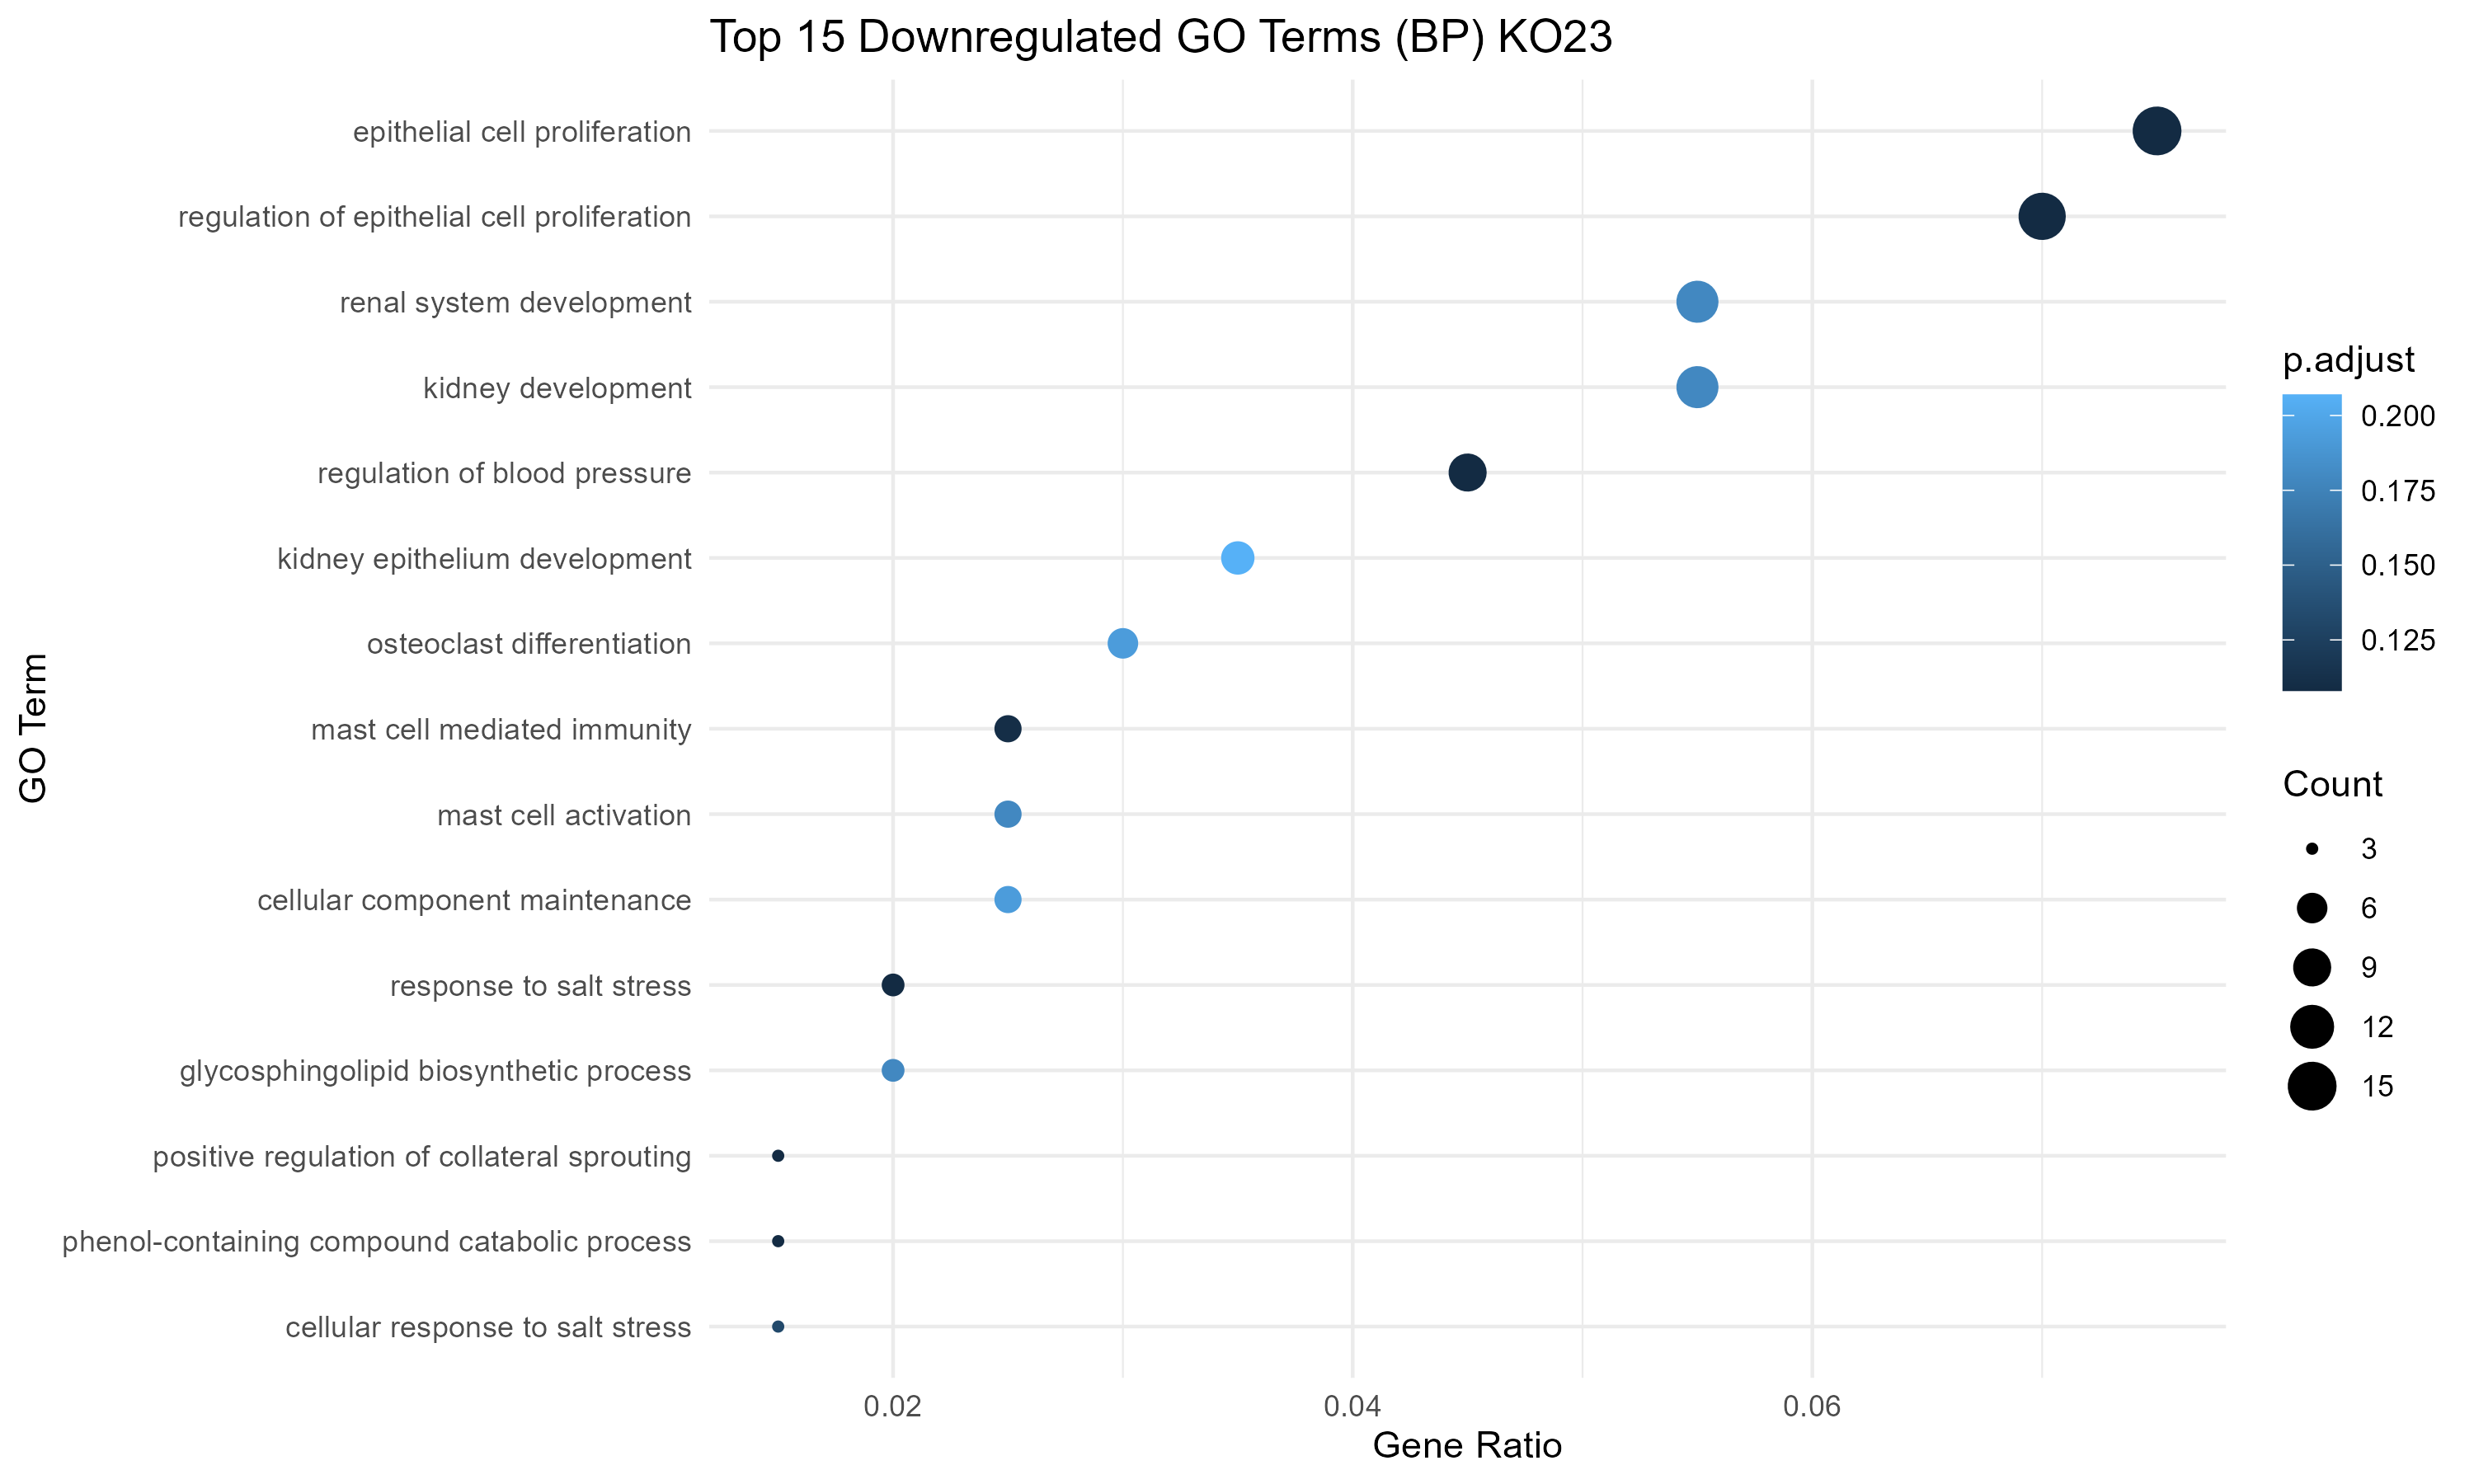 Top 15 Downregulated GO Terms (BP) KO23
GO Term
epithelial cell proliferation
regulation of epithelial cell proliferation
renal system development
kidney development
regulation of blood pressure
kidney epithelium development
osteoclast differentiation
mast cell mediated immunity
mast cell activation
cellular component maintenance
response to salt stress
glycosphingolipid biosynthetic process
positive regulation of collateral sprouting
phenol-containing compound catabolic process
cellular response to salt stress
0.02
0.04
0.06
Gene Ratio
p.adjust
0.200
0.175
0.150
0.125
Count
3
6
9
12
15